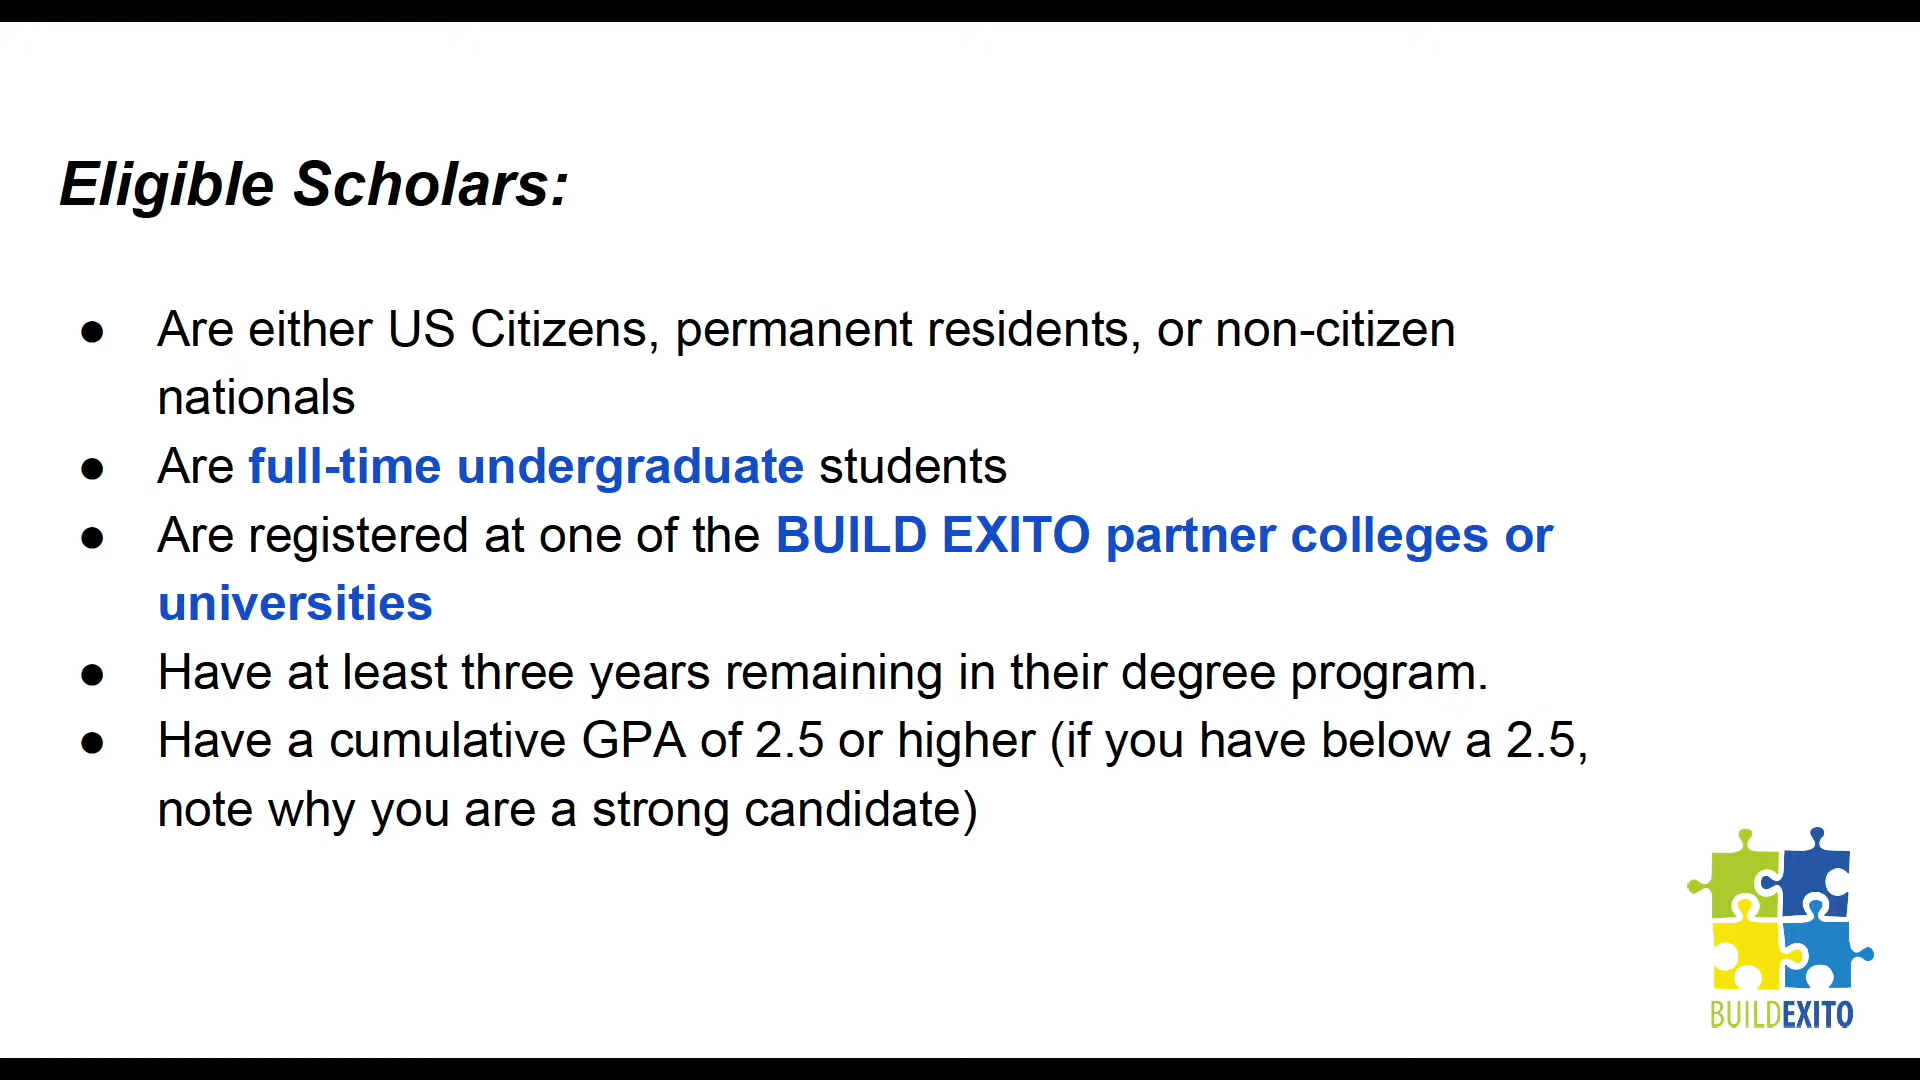 Eligible Scholars:
● Are either US Citizens, permanent residents, or non-citizen
nationals
● Are full-time undergraduate students
● Are registered at one of the BUILD EXITO partner colleges or
universities
● Have at least three years remaining in their degree program.
● Have a cumulative GPA of 2.5 or higher (if you have below a 2.5,
note why you are a strong candidate)
BUILDEXITO